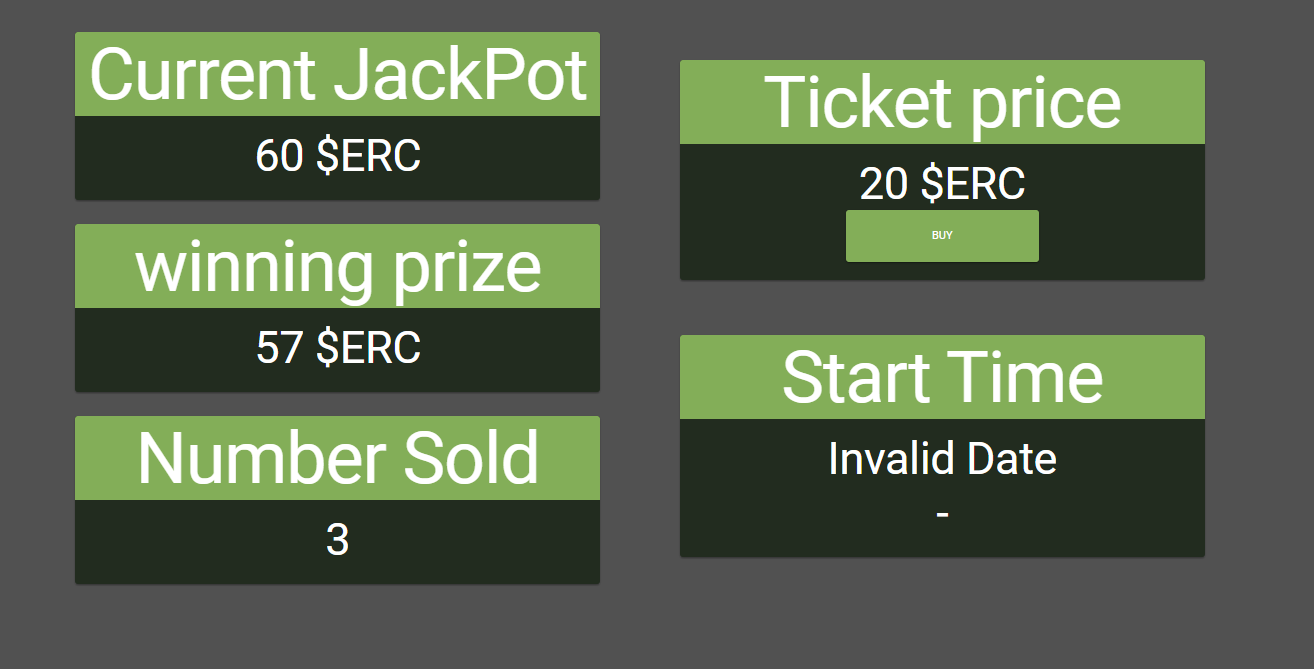 Current JackPot
60 $ERC
winning prize
57 $ERC
Number Sold
3
Ticket price
20 $ERC
BUY
Start Time
Invalid Date
-